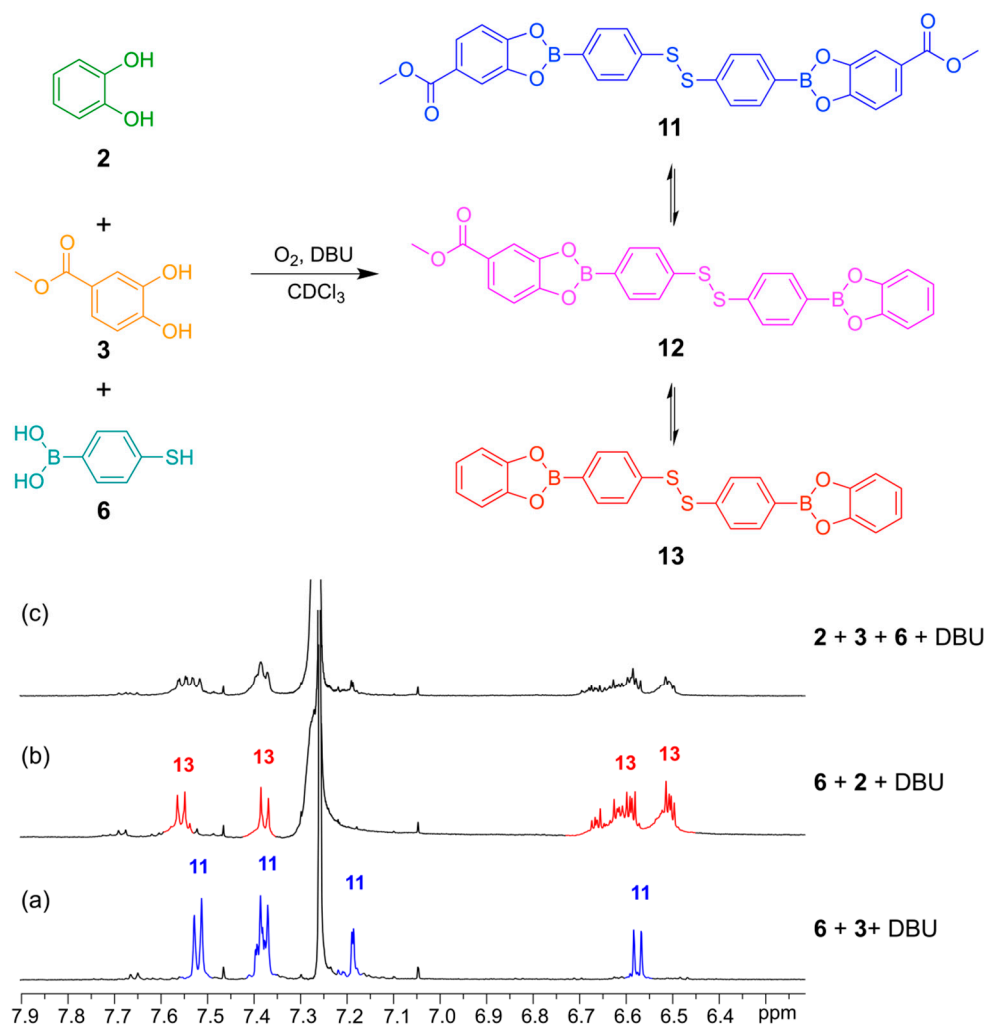 OH
OH
2
+
O
O
OH
OH
3
+
HO
B
HO
SH
6
O₂, DBU
CDCl₃
O
O
O
B
O
S
S
B
O
O
O
O
11
O
O
O
B
O
S
S
B
O
O
12
O
B
O
S
S
B
O
O
13
(c)
2 + 3 + 6 + DBU
(b)
13
13
13
13
6 + 2 + DBU
(a)
11
11
11
11
6 + 3+ DBU
7.9 7.8 7.7 7.6 7.5 7.4 7.3 7.2 7.1 7.0 6.9 6.8 6.7 6.6 6.5 6.4 ppm